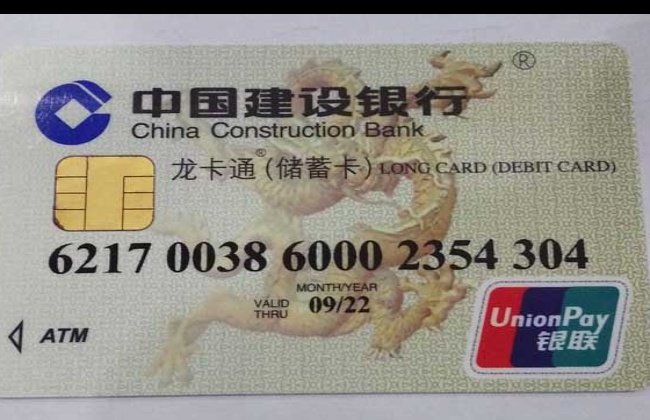 ®
中国建设银行
China Construction Bank
龙卡通®(储蓄卡) LONG CARD (DEBIT CARD)
6217 0038 6000 2354 304
MONTH/YEAR
VALID THRU 09/22
ATM
UnionPay
银联